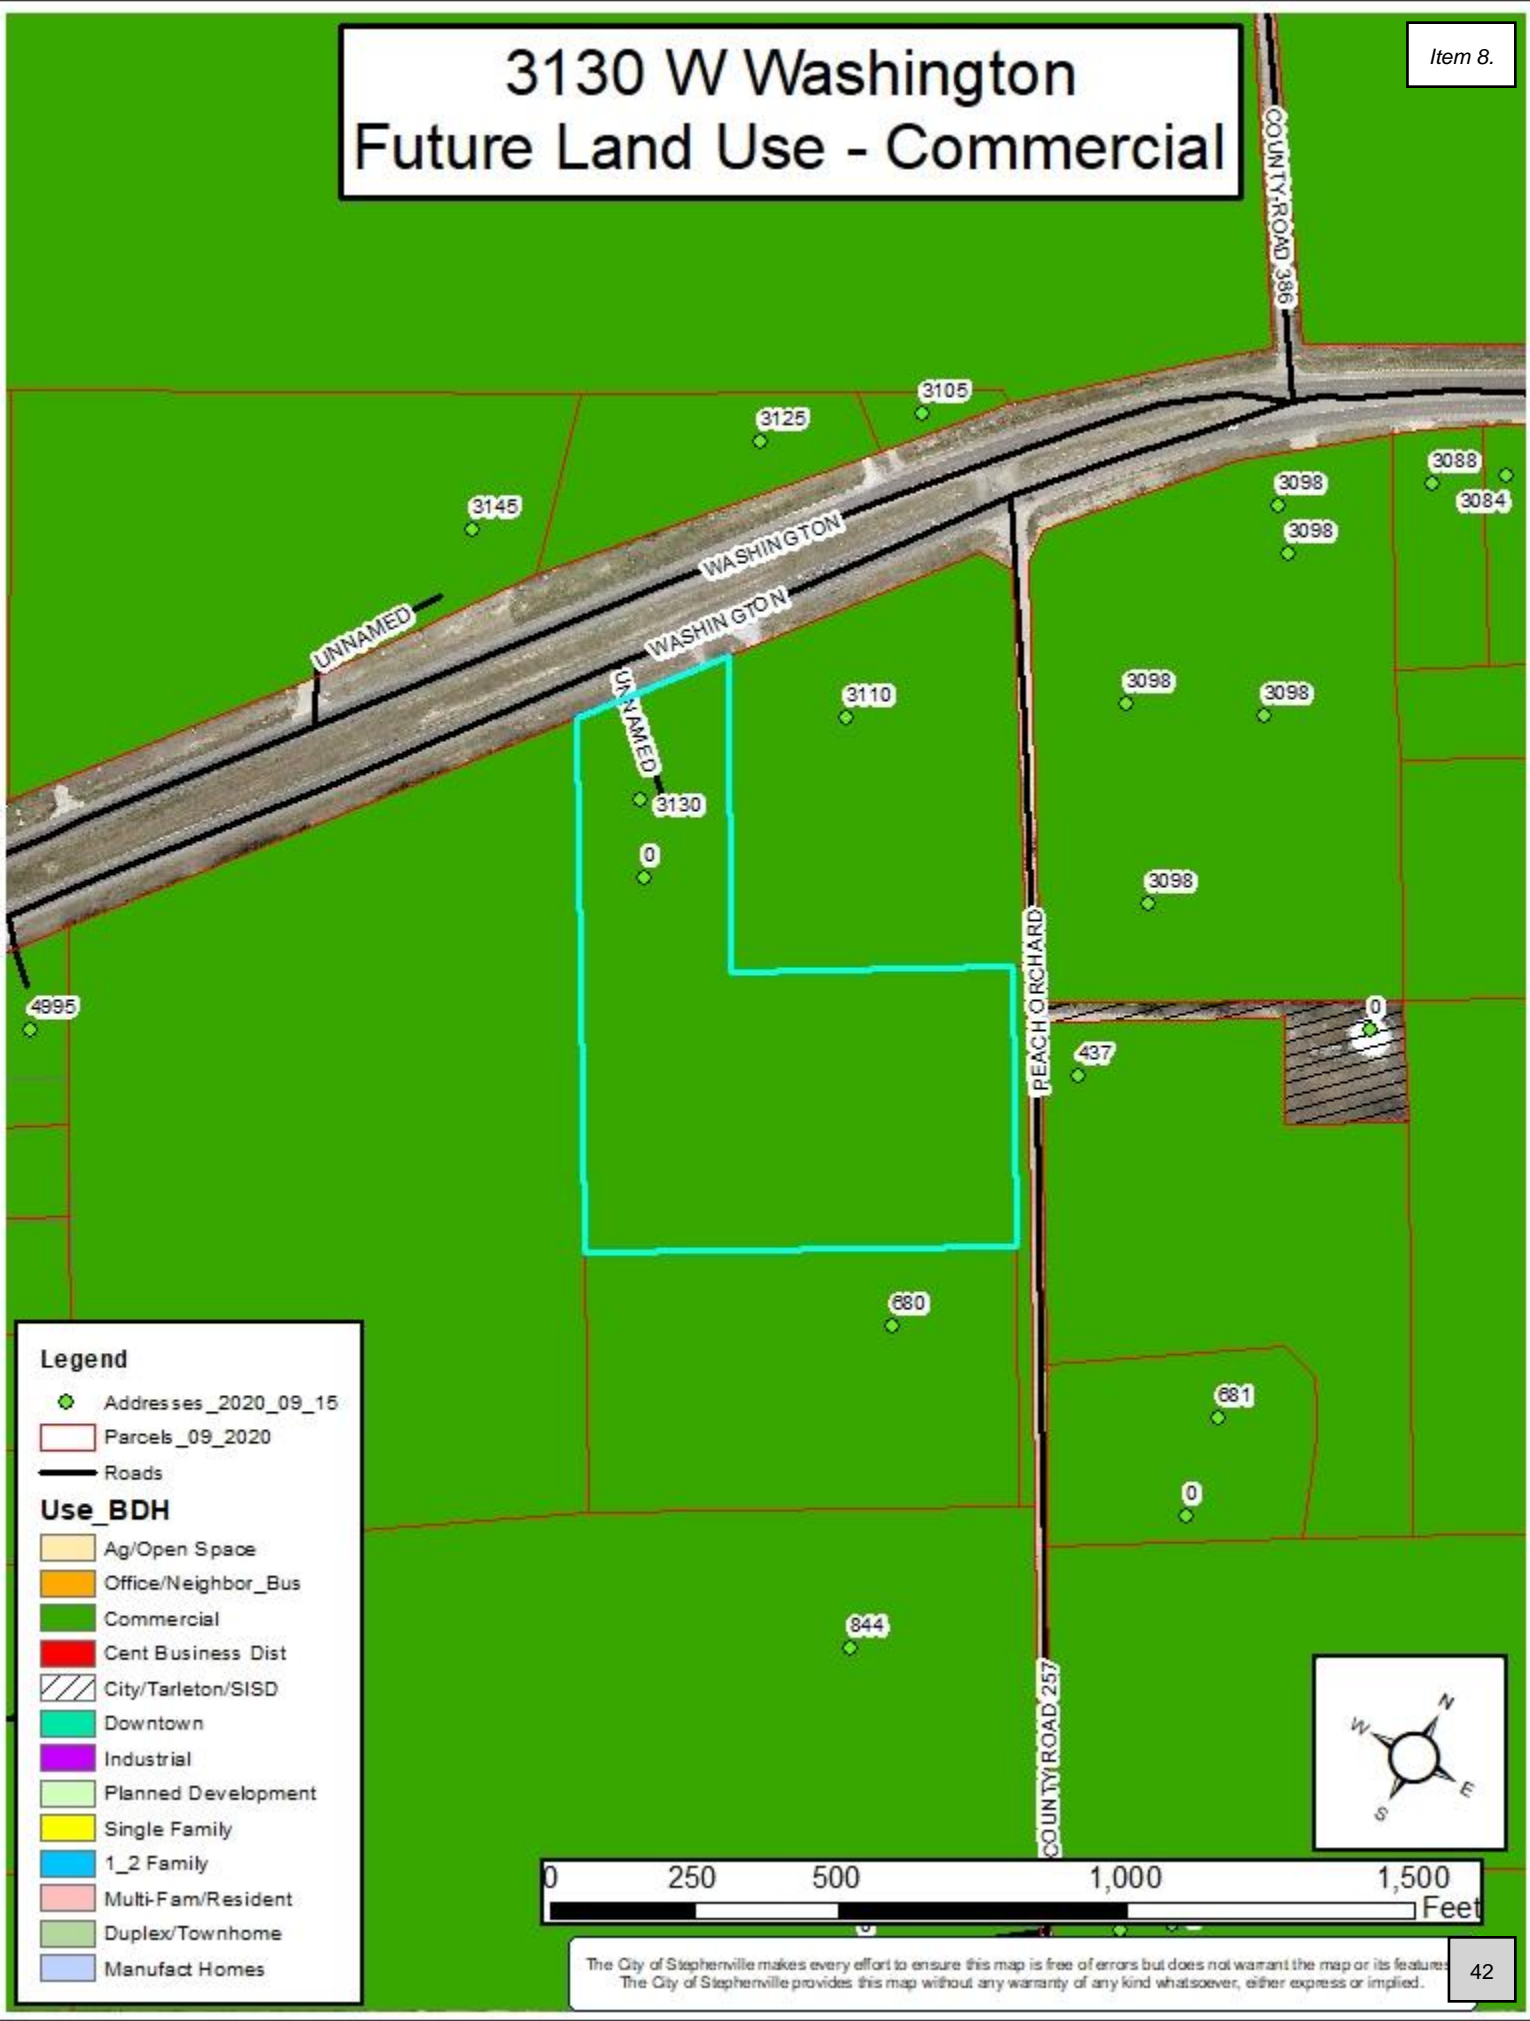 3130 W Washington
Future Land Use - Commercial
Item 8.
COUNTY ROAD 386
3105
3125
3145
3088
3084
3098
3098
WASHINGTON
WASHINGTON
UNNAMED
UNNAMED
3110
3098
3098
3130
0
3098
PEACH ORCHARD
4995
0
437
680
681
0
844
COUNTY ROAD 257
Legend
Addresses_2020_09_15
Parcels_09_2020
Roads
Use_BDH
Ag/Open Space
Office/Neighbor_Bus
Commercial
Cent Business Dist
City/Tarleton/SISD
Downtown
Industrial
Planned Development
Single Family
1_2 Family
Multi-Fam/Resident
Duplex/Townhome
Manufact Homes
N
W
E
S
0 250 500 1,000 1,500
Feet
The City of Stephenville makes every effort to ensure this map is free of errors but does not warrant the map or its features
The City of Stephenville provides this map without any warranty of any kind whatsoever, either express or implied.
42